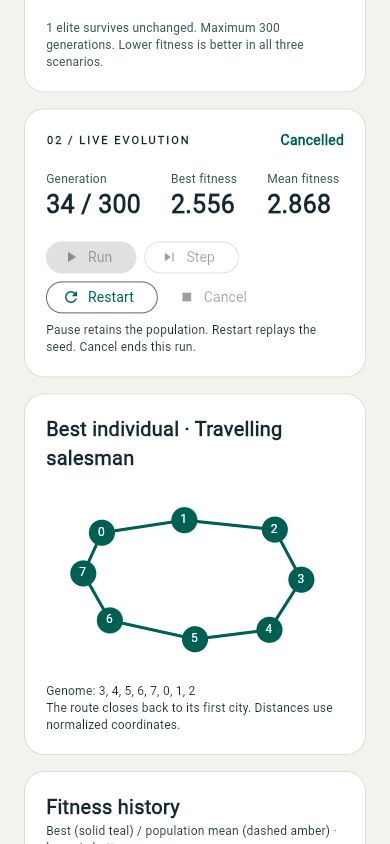 1 elite survives unchanged. Maximum 300
generations. Lower fitness is better in all three
scenarios.
02 / LIVE EVOLUTION
Cancelled
Generation
Best fitness
Mean fitness
34 / 300
2.556
2.868
Run
Step
Restart
Cancel
Pause retains the population. Restart replays the
seed. Cancel ends this run.
Best individual · Travelling
salesman
0
1
2
7
3
6
5
4
Genome: 3, 4, 5, 6, 7, 0, 1, 2
The route closes back to its first city. Distances use
normalized coordinates.
Fitness history
Best (solid teal) / population mean (dashed amber) ·